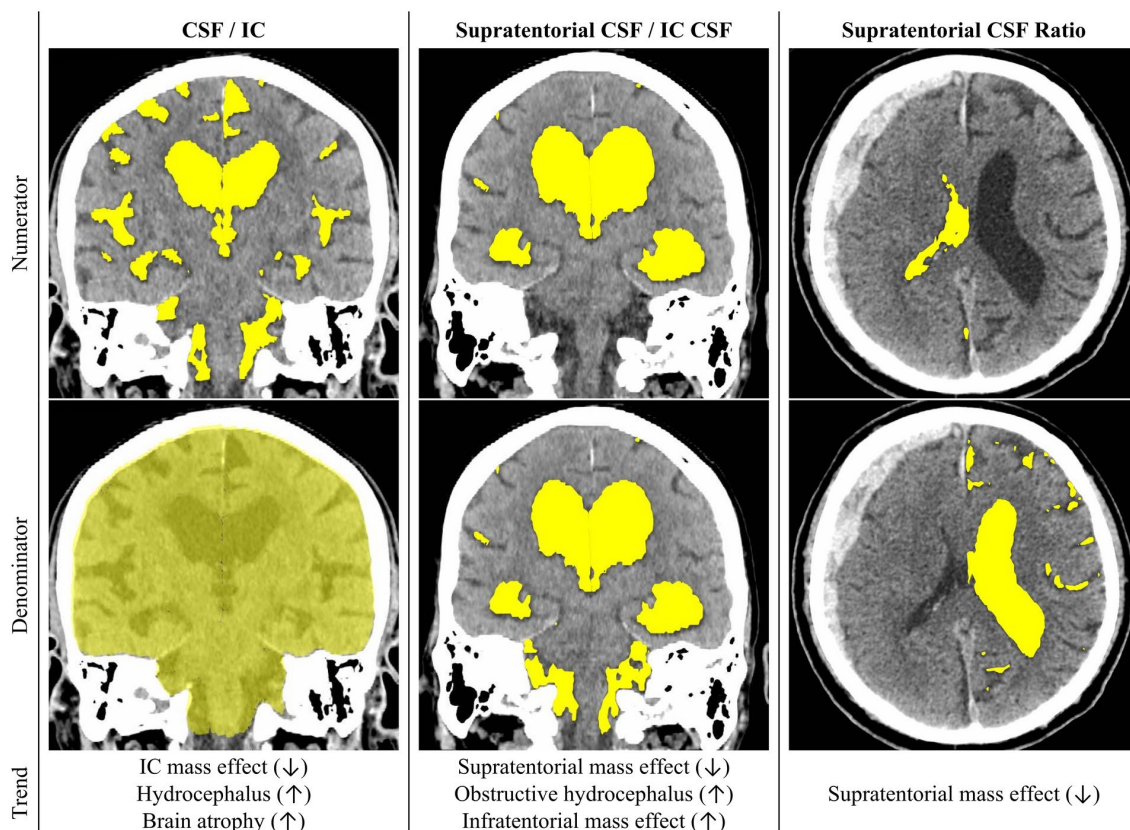 CSF / IC
Supratentorial CSF / IC CSF
Supratentorial CSF Ratio
Numerator
Denominator
Trend
IC mass effect (↓)
Hydrocephalus (↑)
Brain atrophy (↑)
Supratentorial mass effect (↓)
Obstructive hydrocephalus (↑)
Infratentorial mass effect (↑)
Supratentorial mass effect (↓)